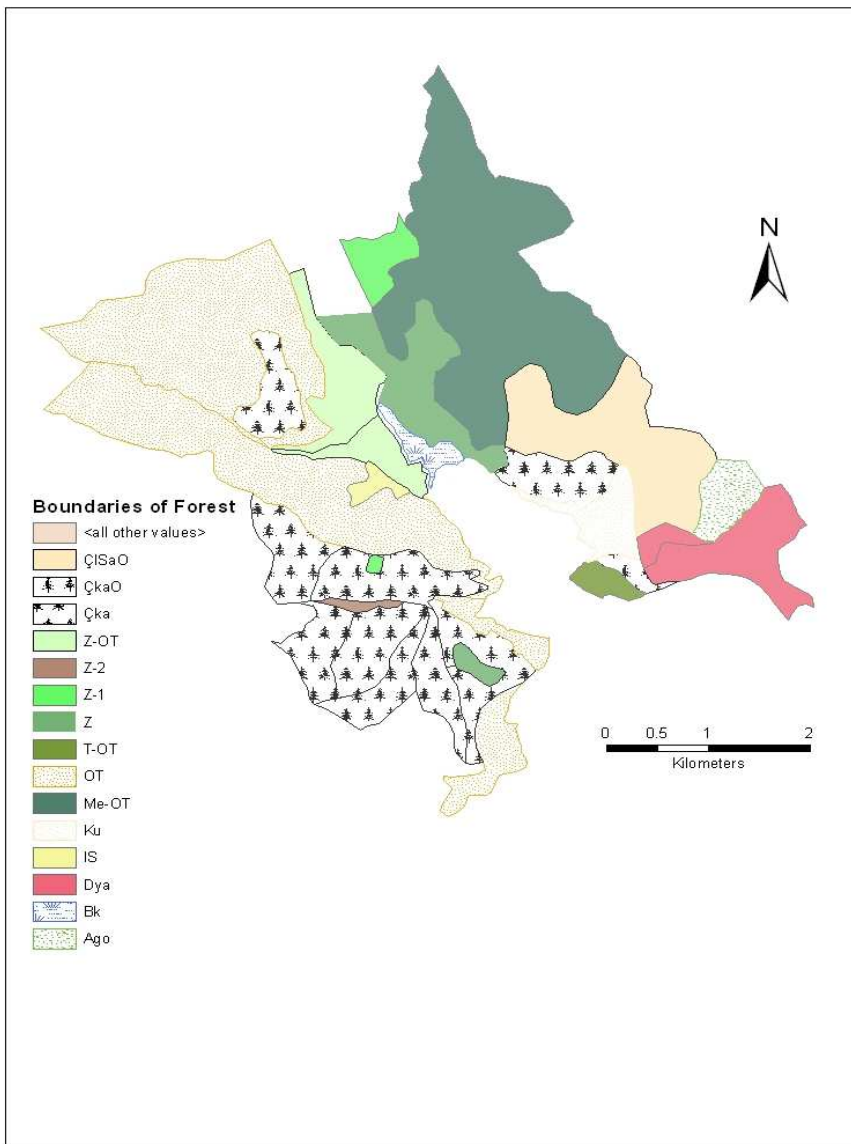 N
Boundaries of Forest
<all other values>
ÇISaO
ÇkaO
Çka
Z-OT
Z-2
Z-1
Z
T-OT
OT
Me-OT
Ku
IS
Dya
Bk
Ago
0 0.5 1 2
Kilometers